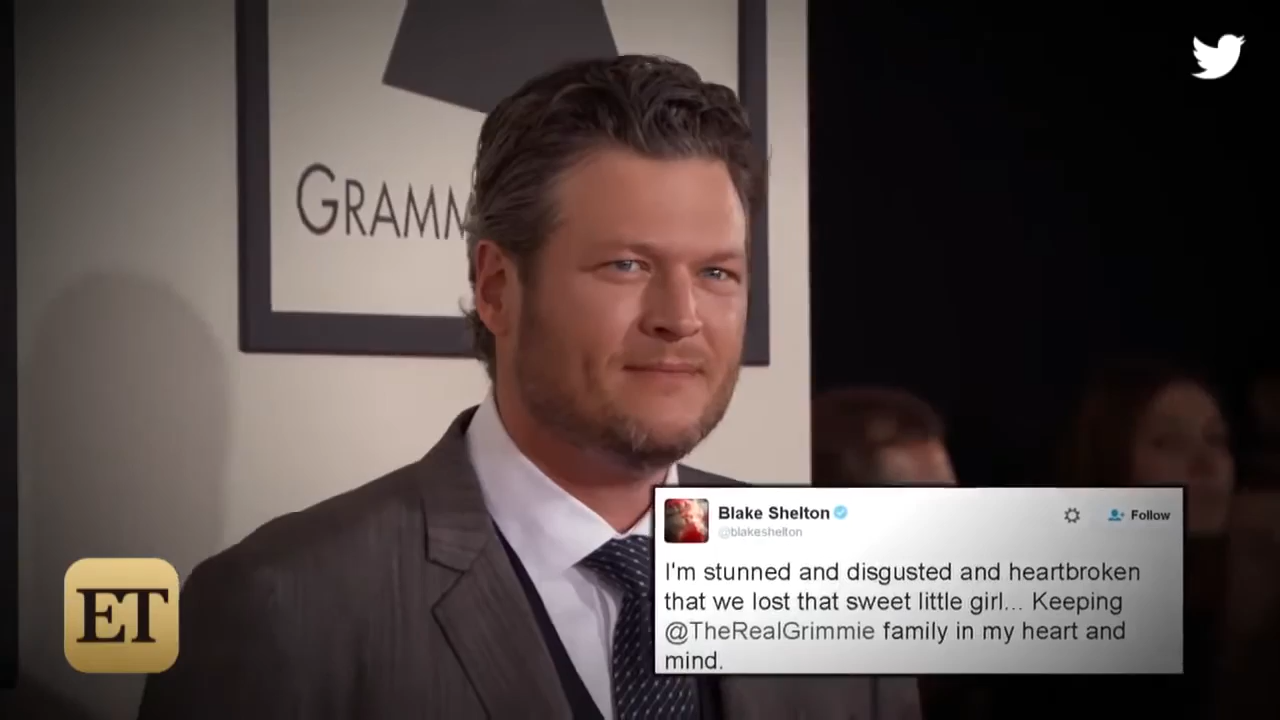 GRAMM
Blake Shelton
@blakeshelton
Follow
I'm stunned and disgusted and heartbroken
that we lost that sweet little girl... Keeping
@TheRealGrimmie family in my heart and
mind.
ET